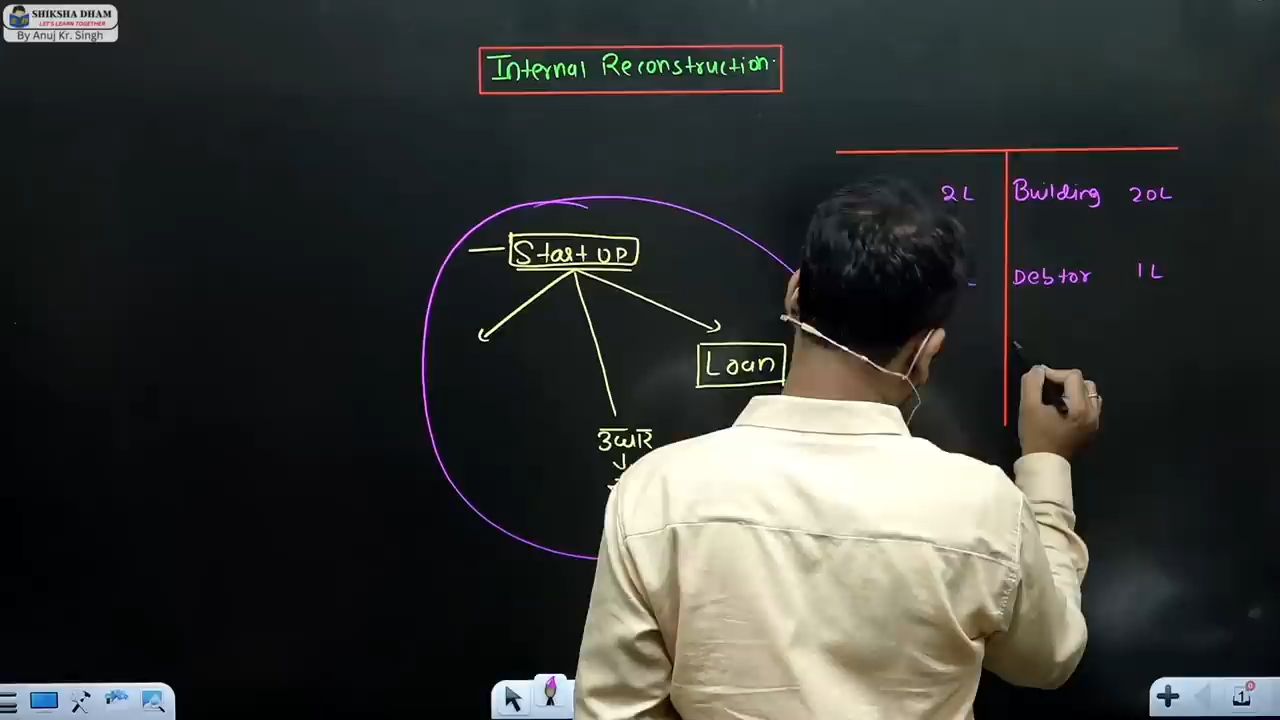 SHIKSHA DHAM
LET'S LEARN TOGETHER
By Anuj Kr. Singh
Internal Reconstruction
2L Building 20L
Start UP
Debtor 1L
Loan
1